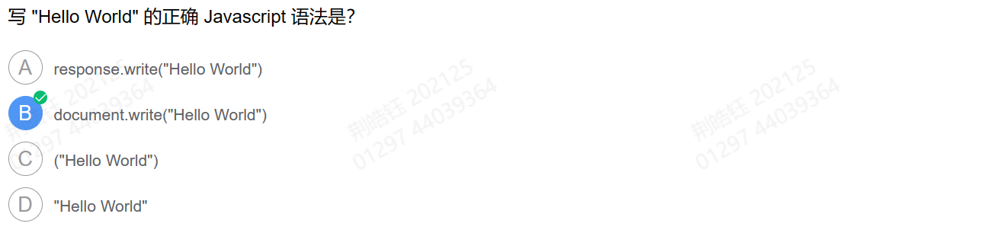 写 "Hello World" 的正确 Javascript 语法是?
A response.write("Hello World")
B document.write("Hello World")
C ("Hello World")
D "Hello World"
荆皓钰 202125
01297 44039364
荆皓钰 202125
01297 44039364
荆皓钰 202125
01297 44039364